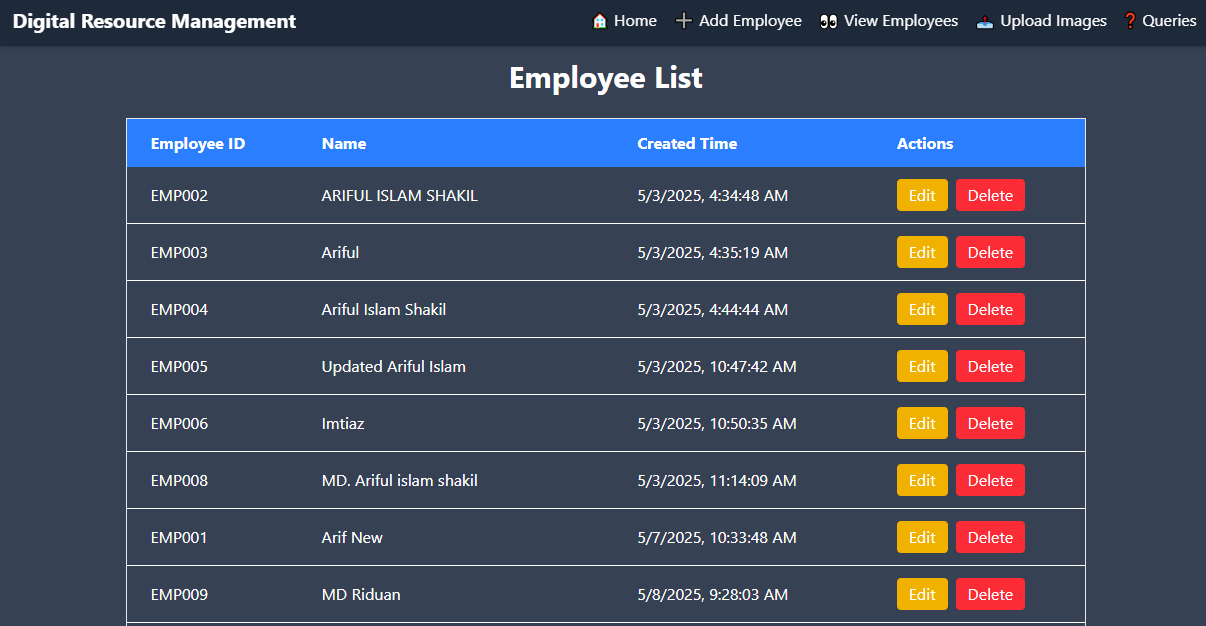 Digital Resource Management Home Add Employee View Employees Upload Images Queries
Employee List
Employee ID Name Created Time Actions
EMP002 ARIFUL ISLAM SHAKIL 5/3/2025, 4:34:48 AM Edit Delete
EMP003 Ariful 5/3/2025, 4:35:19 AM Edit Delete
EMP004 Ariful Islam Shakil 5/3/2025, 4:44:44 AM Edit Delete
EMP005 Updated Ariful Islam 5/3/2025, 10:47:42 AM Edit Delete
EMP006 Imtiaz 5/3/2025, 10:50:35 AM Edit Delete
EMP008 MD. Ariful islam shakil 5/3/2025, 11:14:09 AM Edit Delete
EMP001 Arif New 5/7/2025, 10:33:48 AM Edit Delete
EMP009 MD Riduan 5/8/2025, 9:28:03 AM Edit Delete